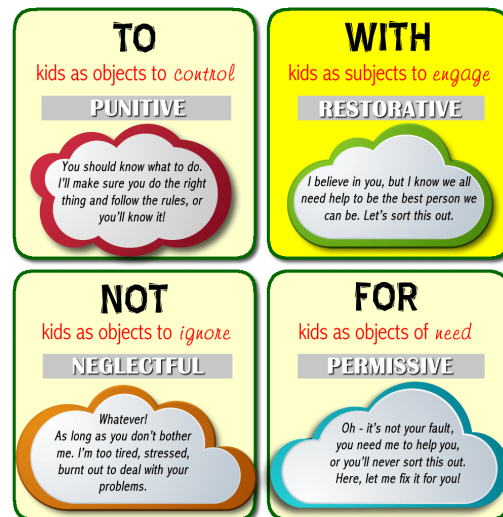 TO
kids as objects to control
PUNITIVE
You should know what to do.
I'll make sure you do the right
thing and follow the rules, or
you'll know it!
WITH
kids as subjects to engage
RESTORATIVE
I believe in you, but I know we all
need help to be the best person we
can be. Let's sort this out.
NOT
kids as objects to ignore
NEGLECTFUL
Whatever!
As long as you don't bother
me. I'm too tired, stressed,
burnt out to deal with your
problems.
FOR
kids as objects of need
PERMISSIVE
Oh - it's not your fault,
you need me to help you,
or you'll never sort this out.
Here, let me fix it for you!